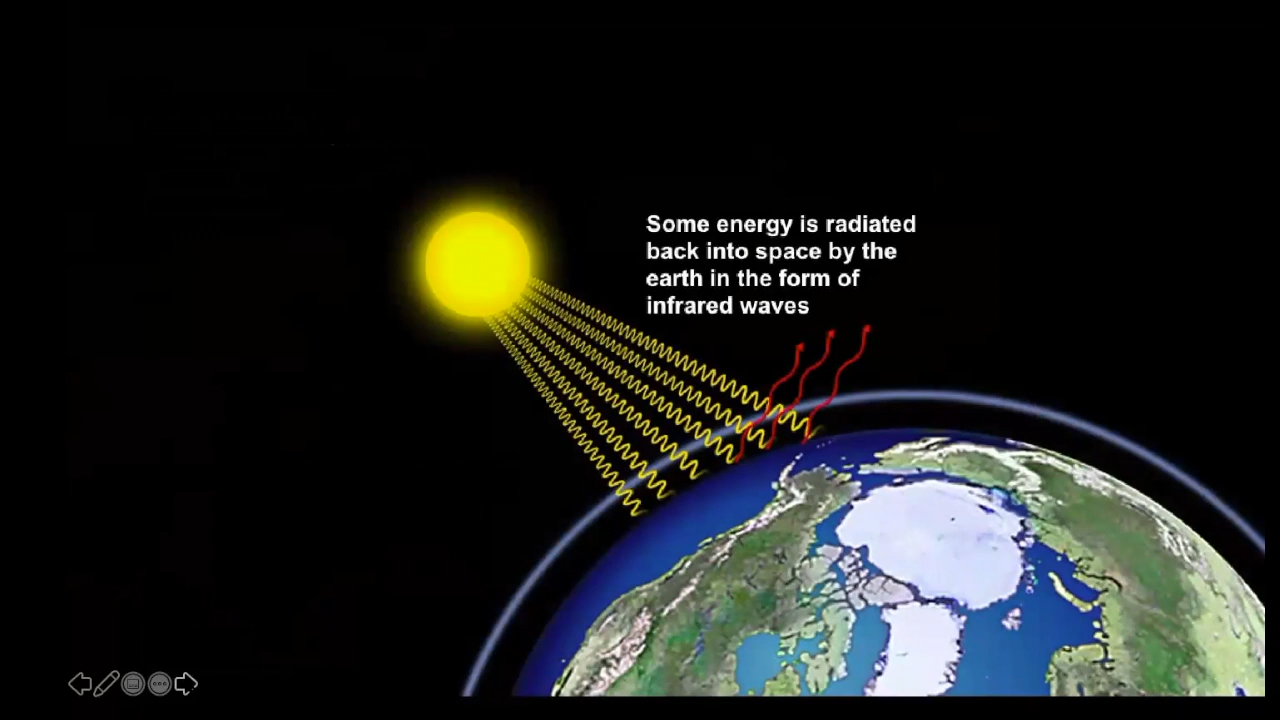 Some energy is radiated
back into space by the
earth in the form of
infrared waves